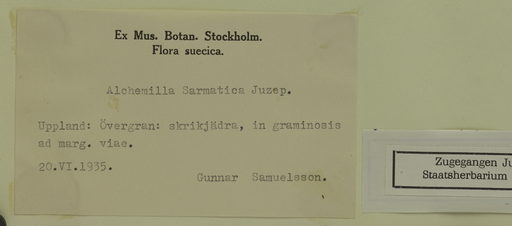 Ex Mus. Botan. Stockholm.
Flora suecica.
Alchemilla Sarmatica Juzep.
Uppland: Övergran: skrikjädra, in graminosis
ad marg. viae.
20.VI.1935.
Gunnar Samuelsson.
Zugegangen Ju
Staatsherbarium